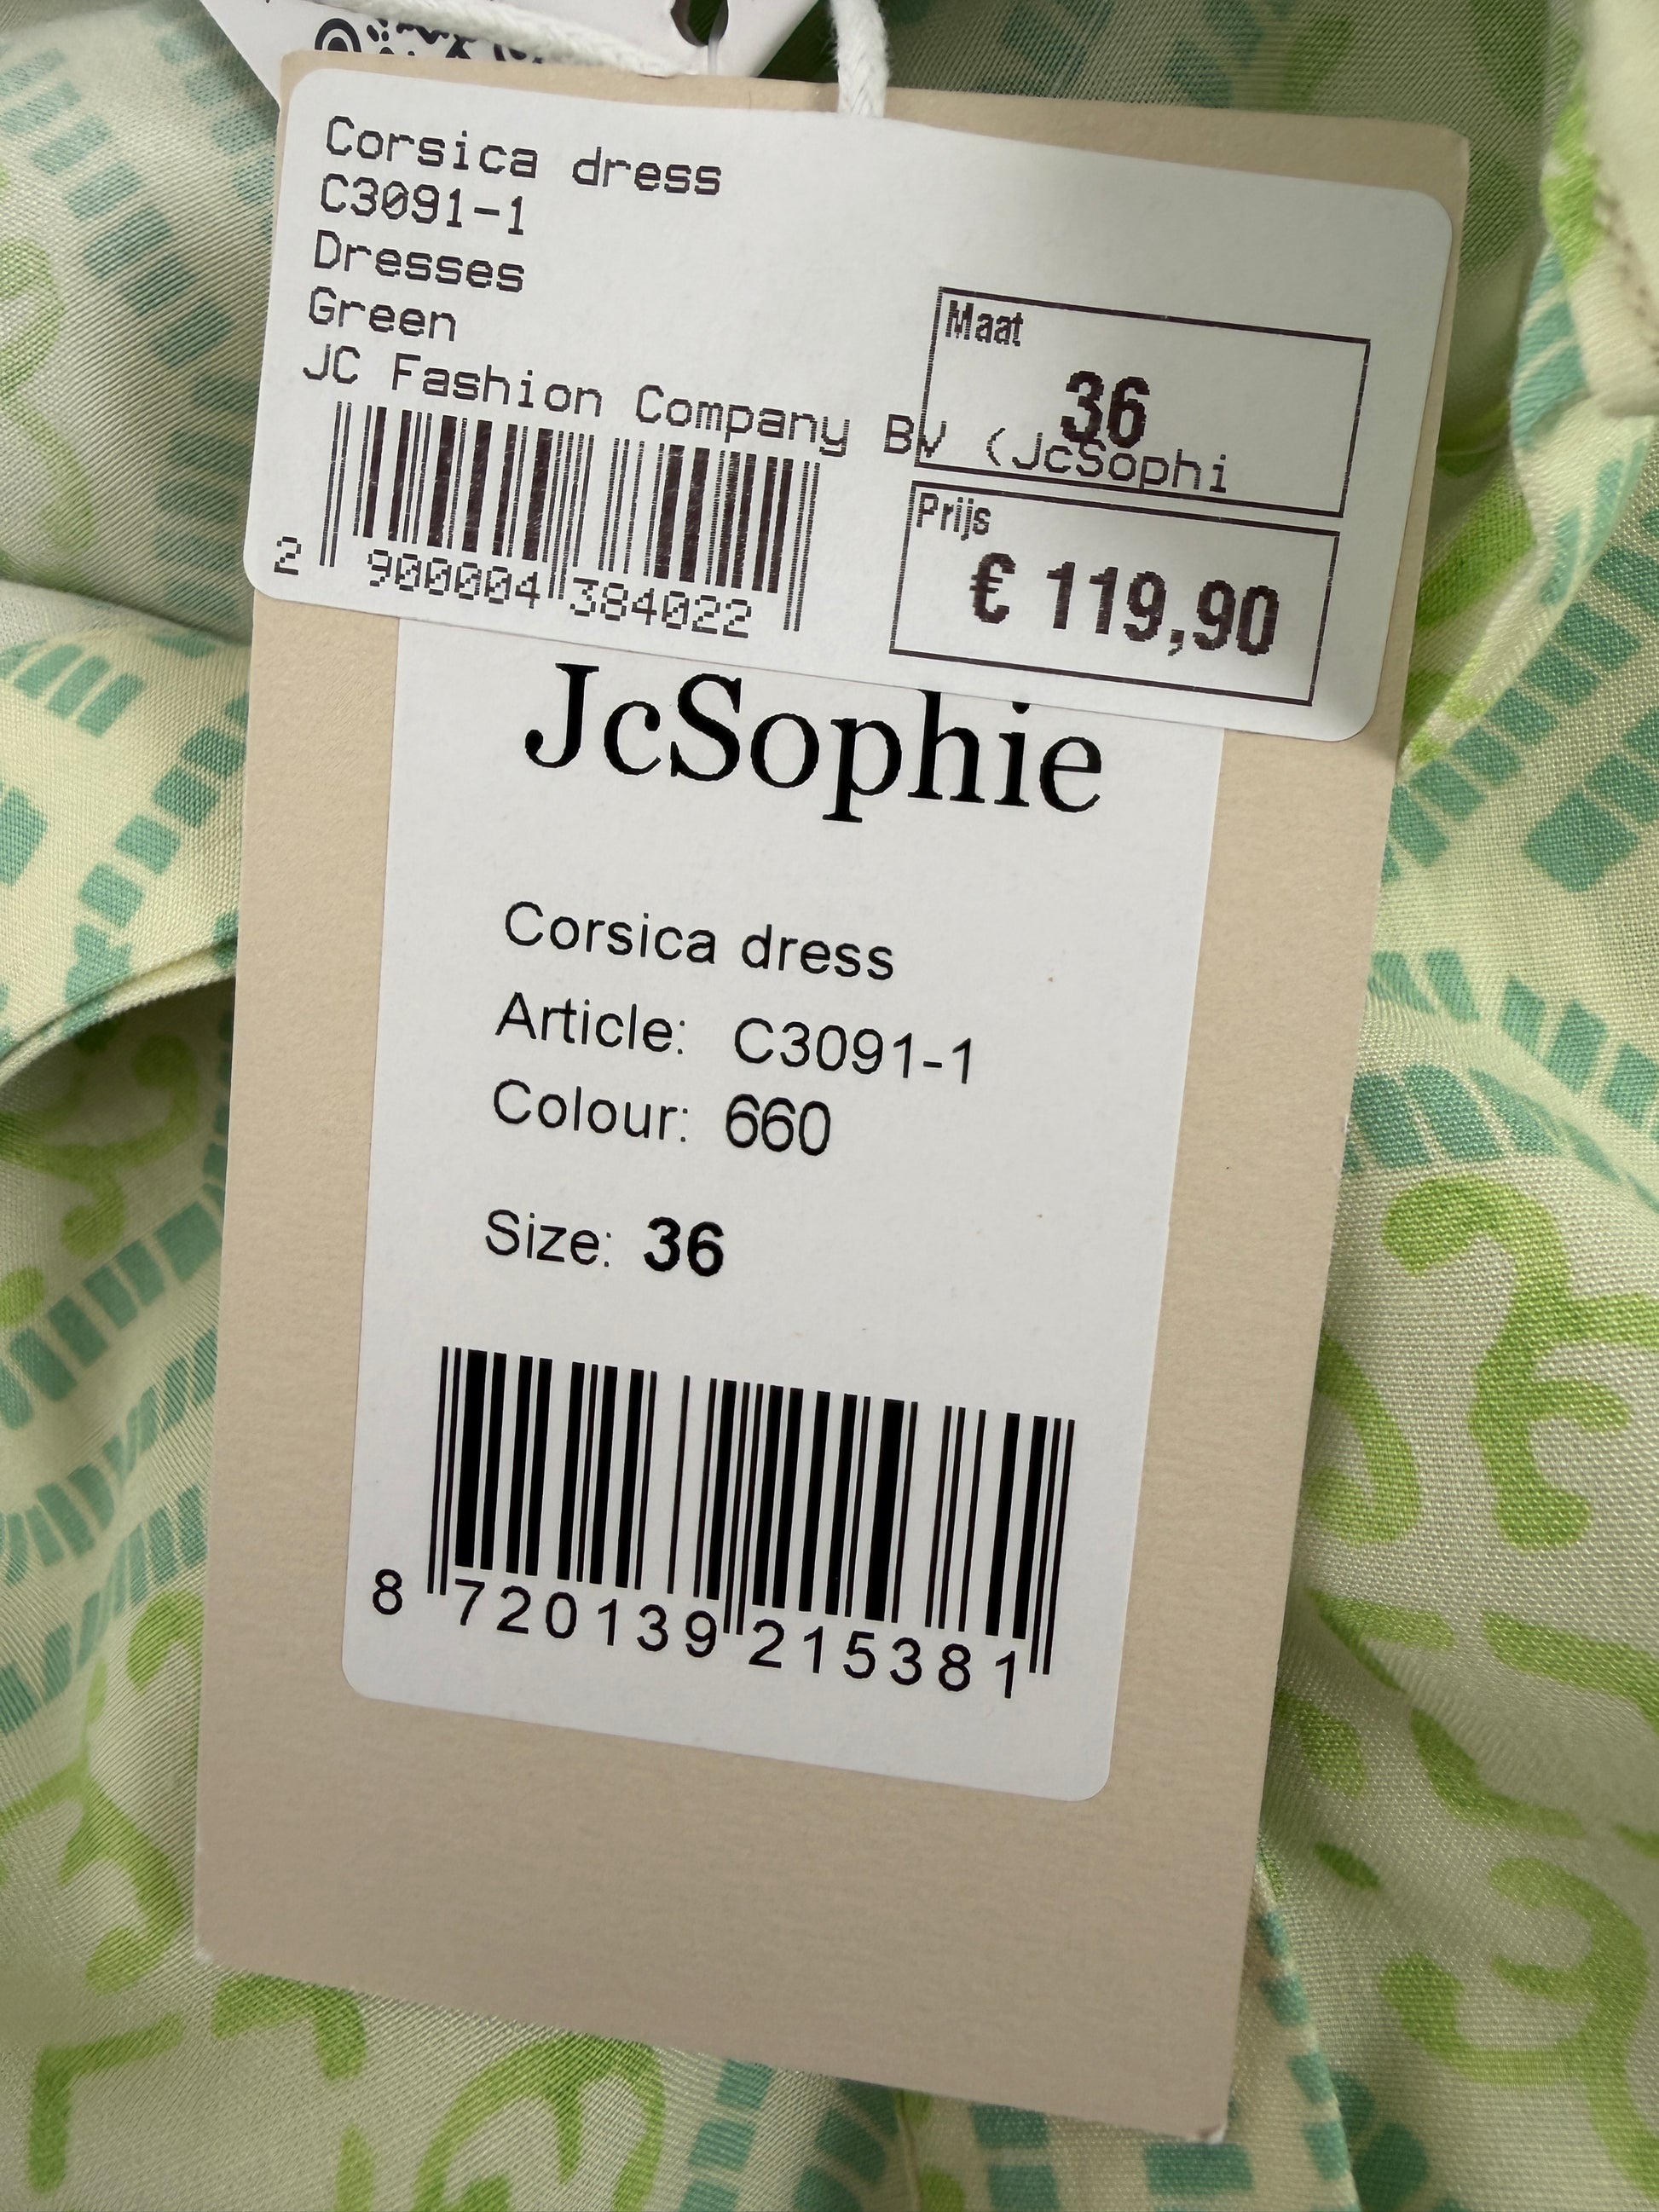 Corsica dress
C3091-1
Dresses
Green
JC Fashion Company BV (JcSophi
Maat
36
Prijs
€ 119,90
2 900004 384022
JcSophie
Corsica dress
Article: C3091-1
Colour: 660
Size: 36
8 720139 215381